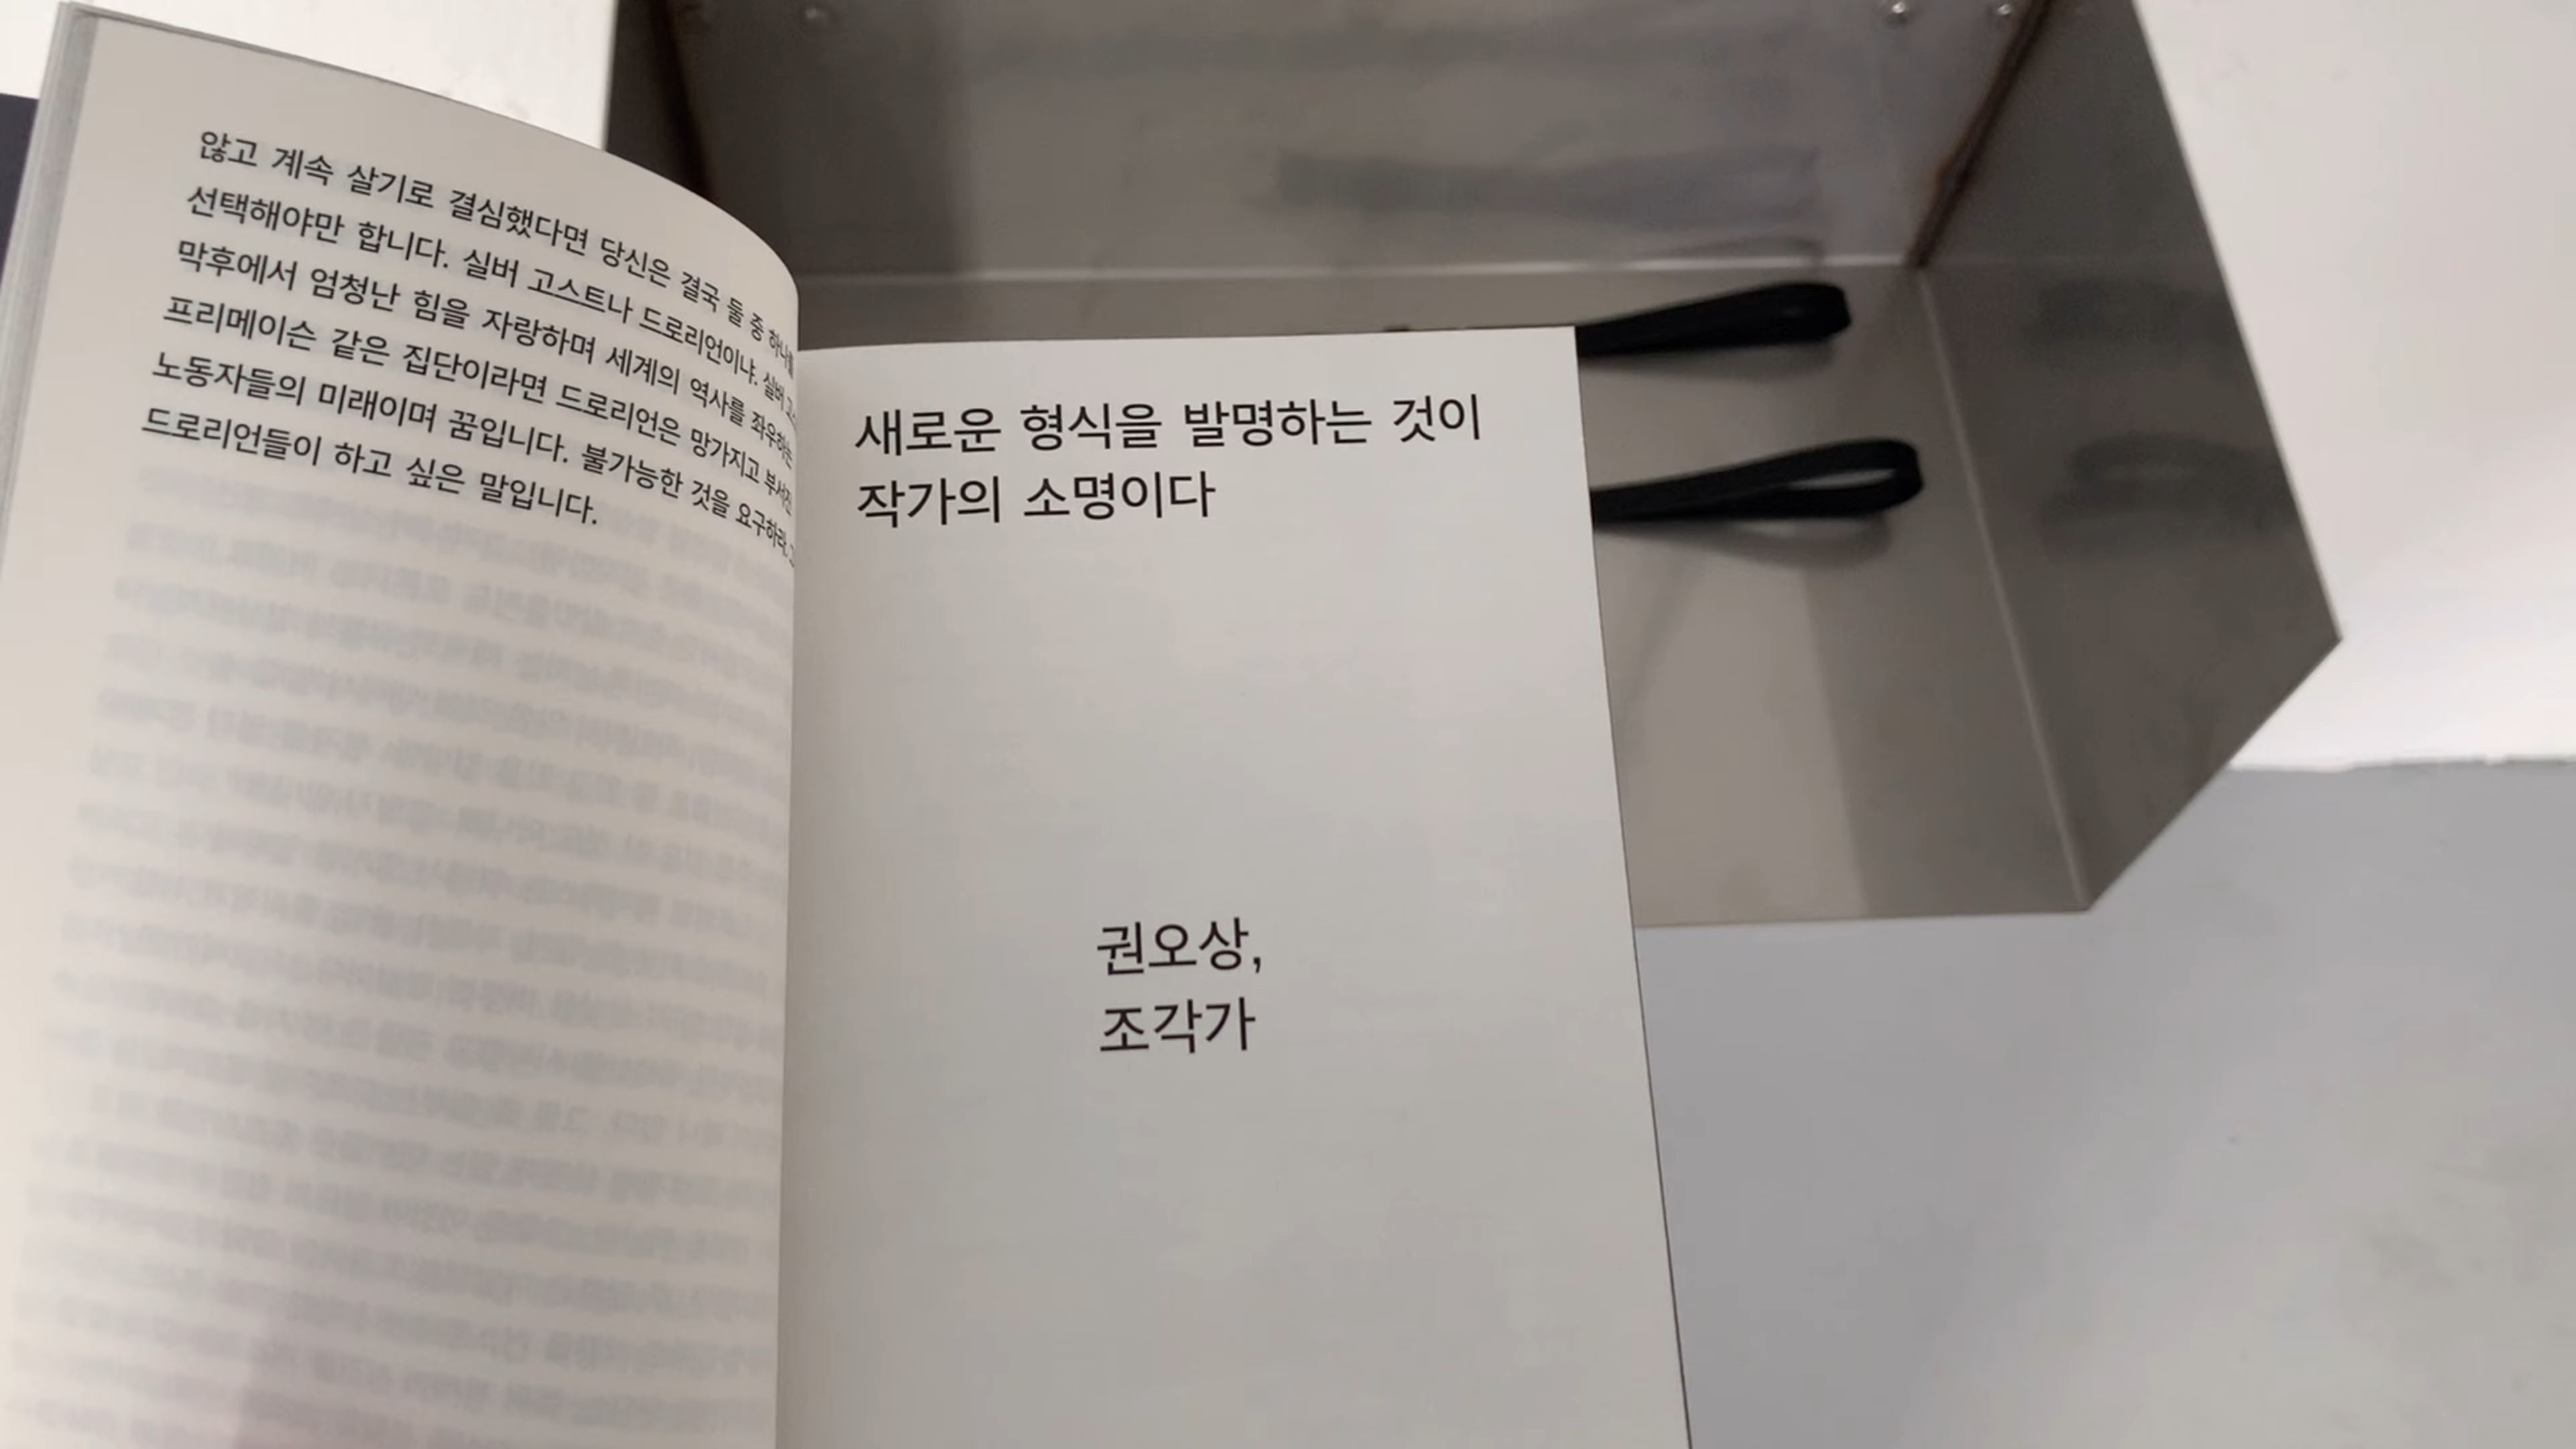 않고 계속 살기로 결심했다면 당신은 결국 둘 중 하나를
선택해야만 합니다. 실버 고스트나 드로리언이냐. 실버
막후에서 엄청난 힘을 자랑하며 세계의 역사를 좌우하는
프리메이슨 같은 집단이라면 드로리언은 망가지고 부서진
노동자들의 미래이며 꿈입니다. 불가능한 것을 요구하라.
드로리언들이 하고 싶은 말입니다.
새로운 형식을 발명하는 것이
작가의 소명이다
권오상,
조각가